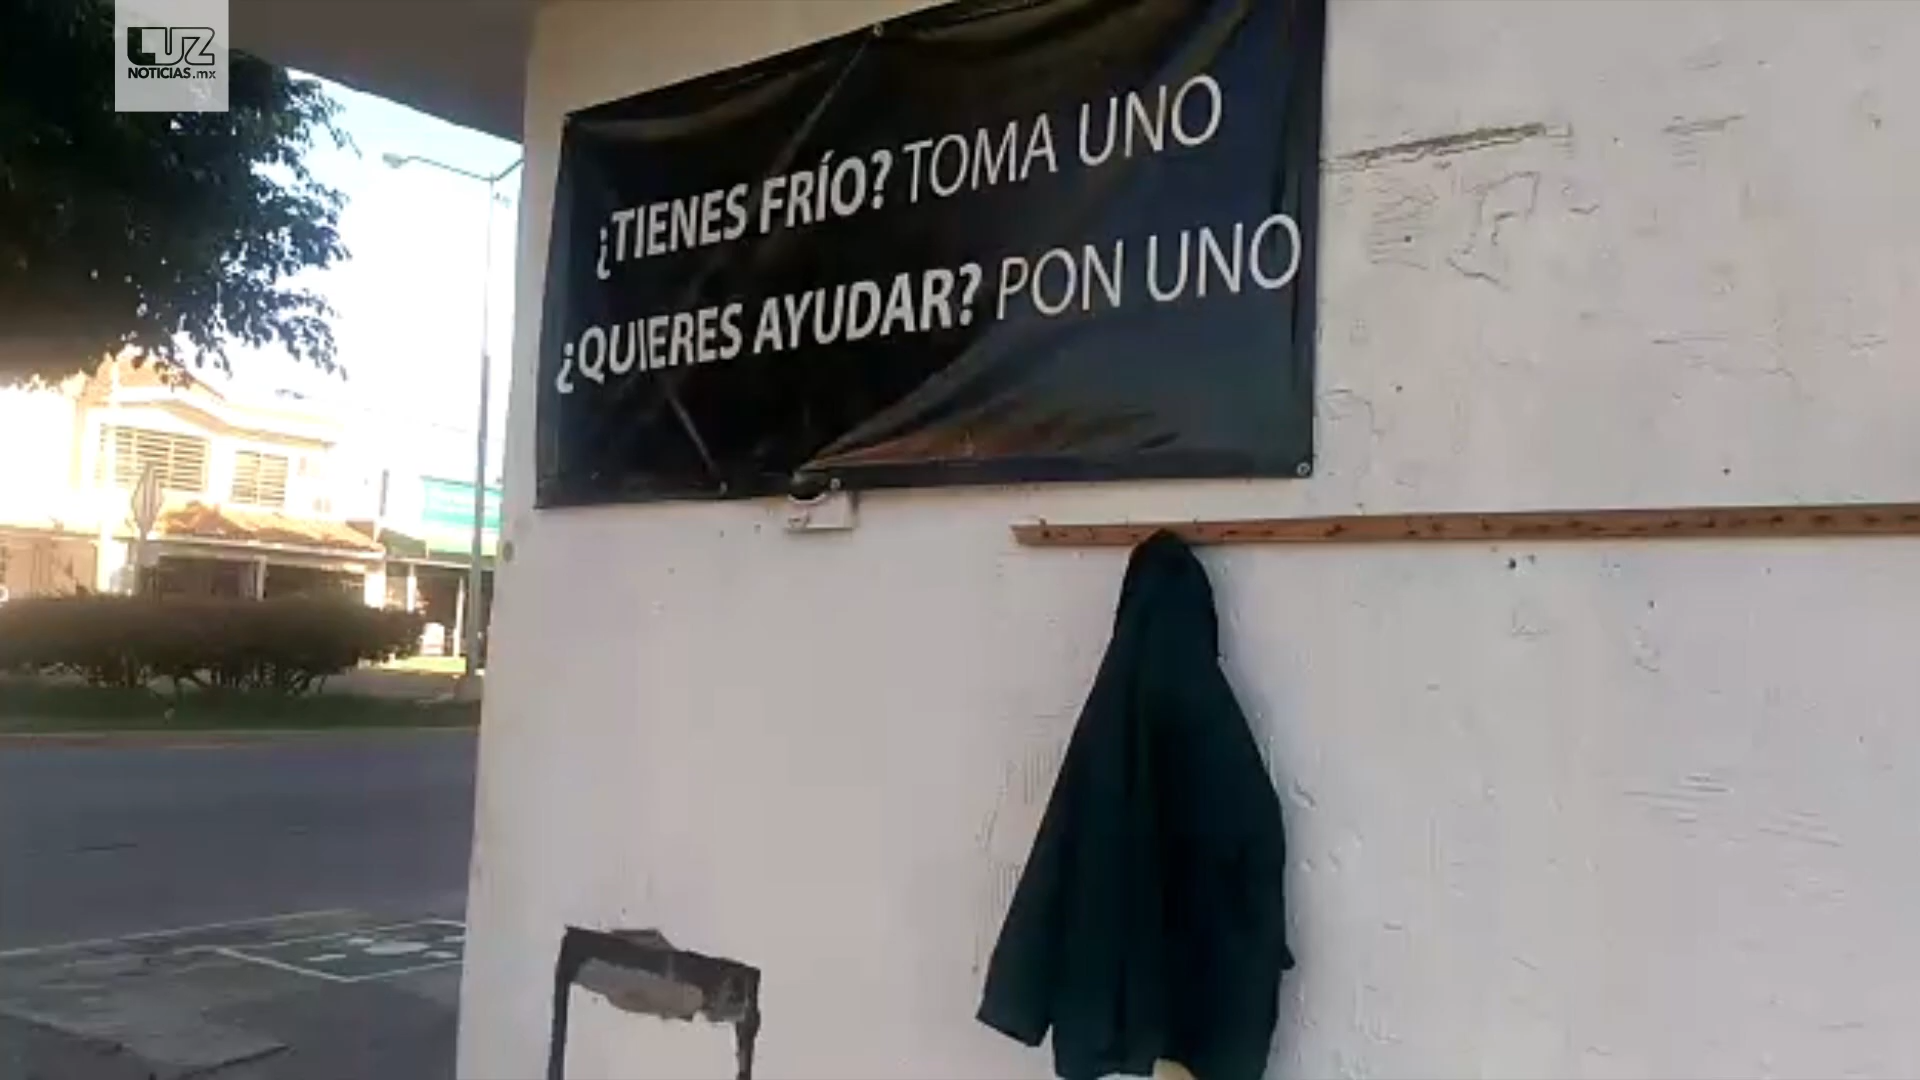 LUZ
NOTICIAS.mx
¿TIENES FRÍO? TOMA UNO
¿QUIERES AYUDAR? PON UNO